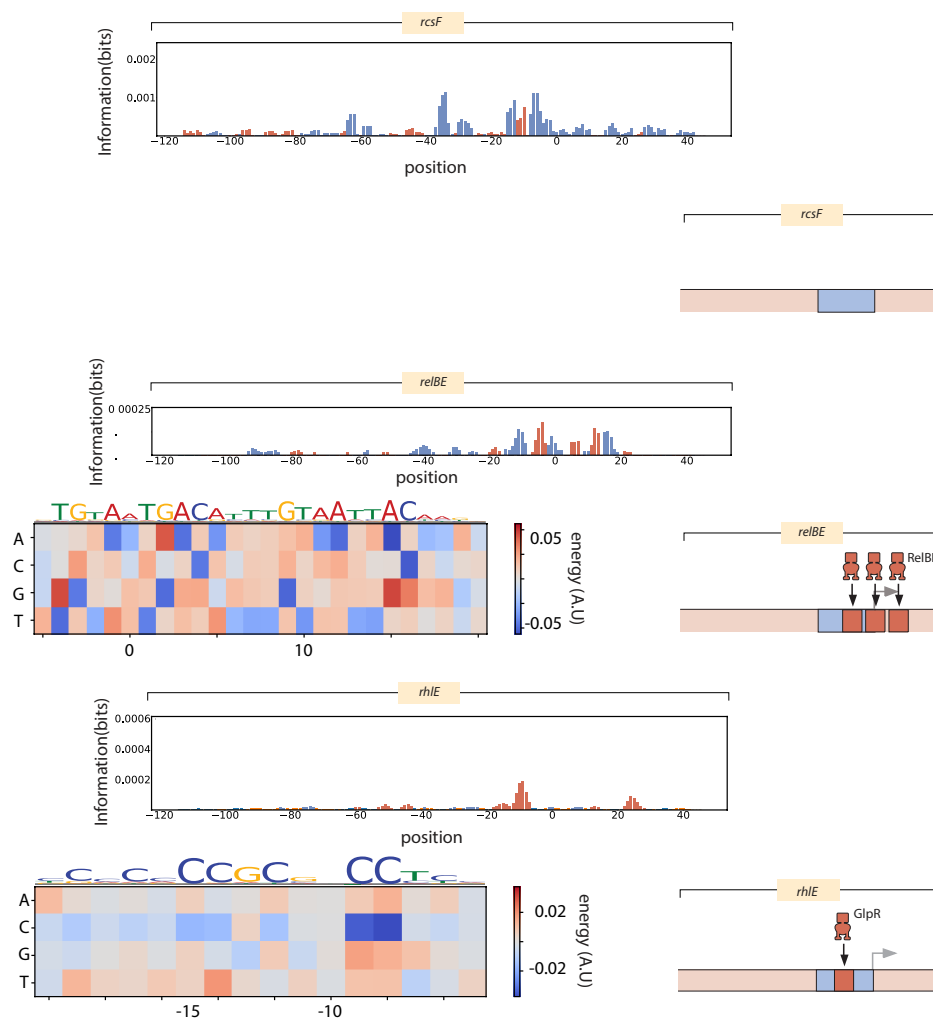 rcsF
Information(bits)
0.002
0.001
−120 −100 −80 −60 −40 −20 0 20 40
position
rcsF
relBE
Information(bits)
0 00025
−120 −100 −80 −60 −40 −20 0 20 40
position
TGTAATGACATTTGTAATTACAAG
A
C
G
T
0 10
0.05
-0.05
energy (A.U)
relBE
rhlE
Information(bits)
0.0006
0.0004
0.0002
−120 −100 −80 −60 −40 −20 0 20 40
position
CCGC CCT
A
C
G
T
-15 -10
0.02
-0.02
energy (A.U)
rhlE
GlpR